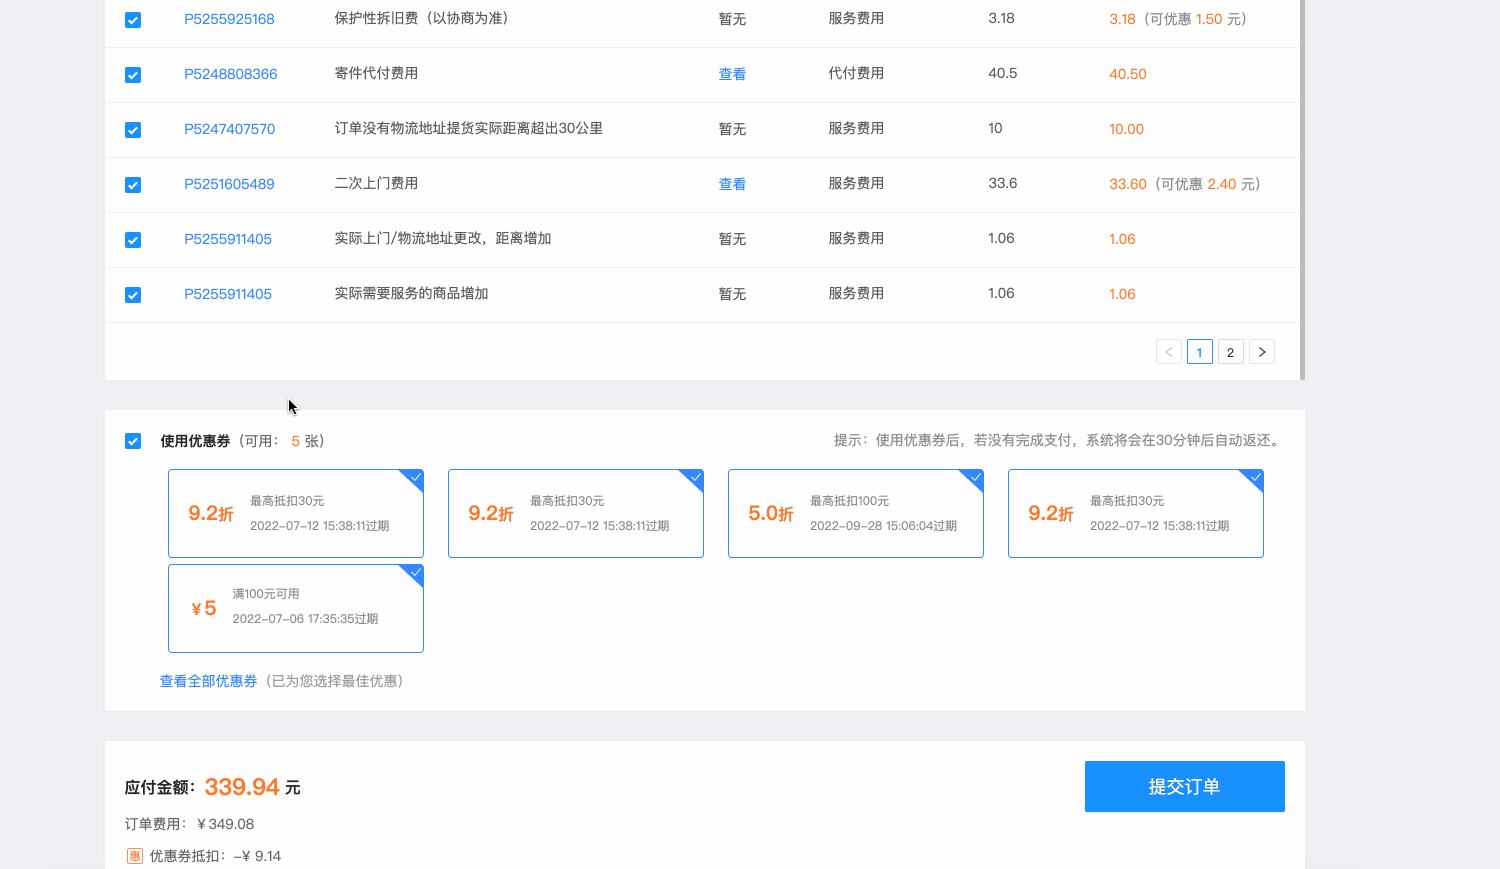 P5255925168 保护性拆旧费（以协商为准） 暂无 服务费用 3.18 3.18（可优惠 1.50 元）
P5248808366 寄件代付费用 查看 代付费用 40.5 40.50
P5247407570 订单没有物流地址提货实际距离超出30公里 暂无 服务费用 10 10.00
P5251605489 二次上门费用 查看 服务费用 33.6 33.60（可优惠 2.40 元）
P5255911405 实际上门/物流地址更改，距离增加 暂无 服务费用 1.06 1.06
P5255911405 实际需要服务的商品增加 暂无 服务费用 1.06 1.06
< 1 2 >
使用优惠券（可用： 5 张） 提示：使用优惠券后，若没有完成支付，系统将会在30分钟后自动返还。
9.2折 最高抵扣30元 2022-07-12 15:38:11过期
9.2折 最高抵扣30元 2022-07-12 15:38:11过期
5.0折 最高抵扣100元 2022-09-28 15:06:04过期
9.2折 最高抵扣30元 2022-07-12 15:38:11过期
¥5 满100元可用 2022-07-06 17:35:35过期
查看全部优惠券（已为您选择最佳优惠）
应付金额：339.94 元 提交订单
订单费用：¥349.08
惠 优惠券抵扣：-¥ 9.14